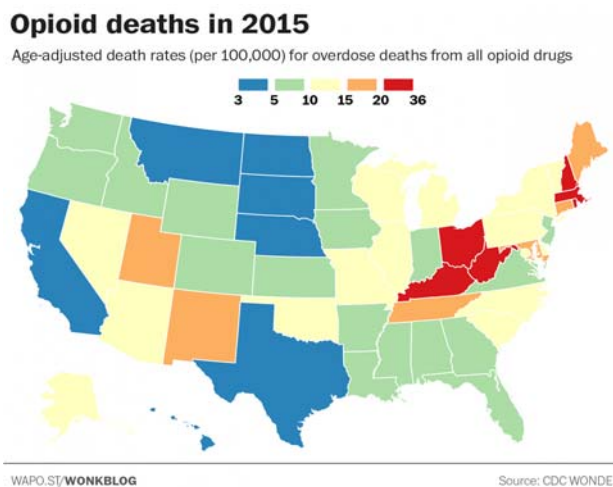 Opioid deaths in 2015
Age-adjusted death rates (per 100,000) for overdose deaths from all opioid drugs
3 5 10 15 20 36
WAPO.ST/WONKBLOG
Source: CDC WONDE